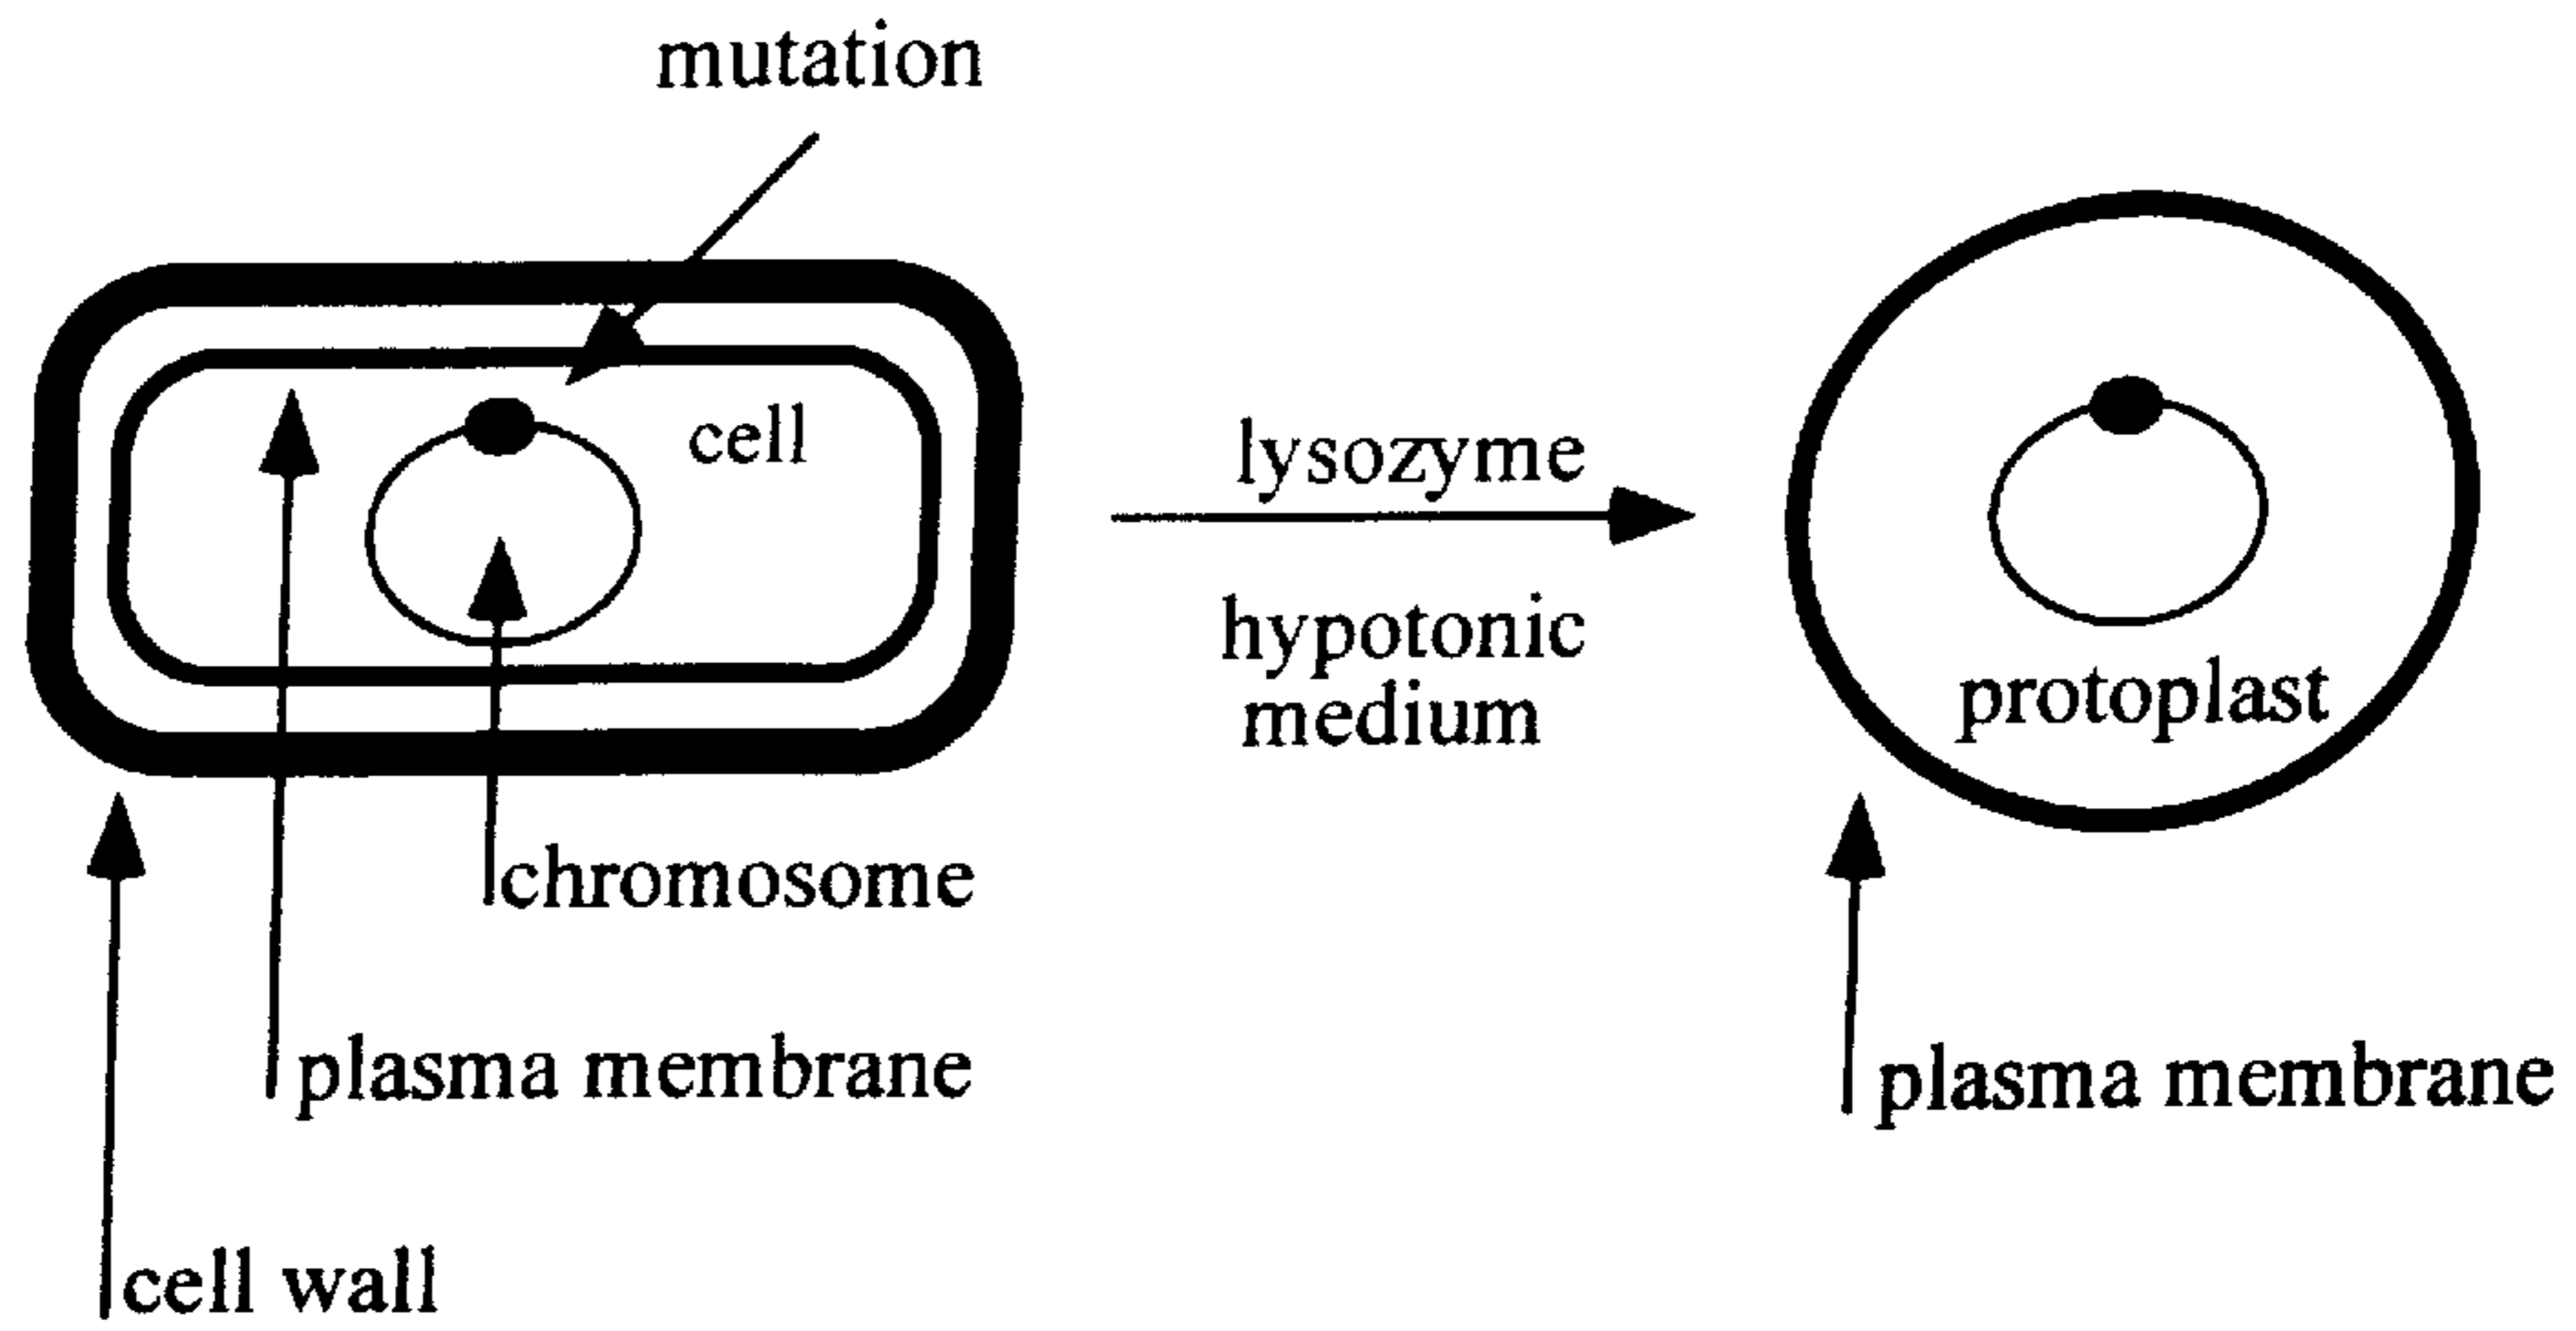 mutation
cell
lysozyme
hypotonic
medium
protoplast
chromosome
plasma membrane
plasma membrane
cell wall